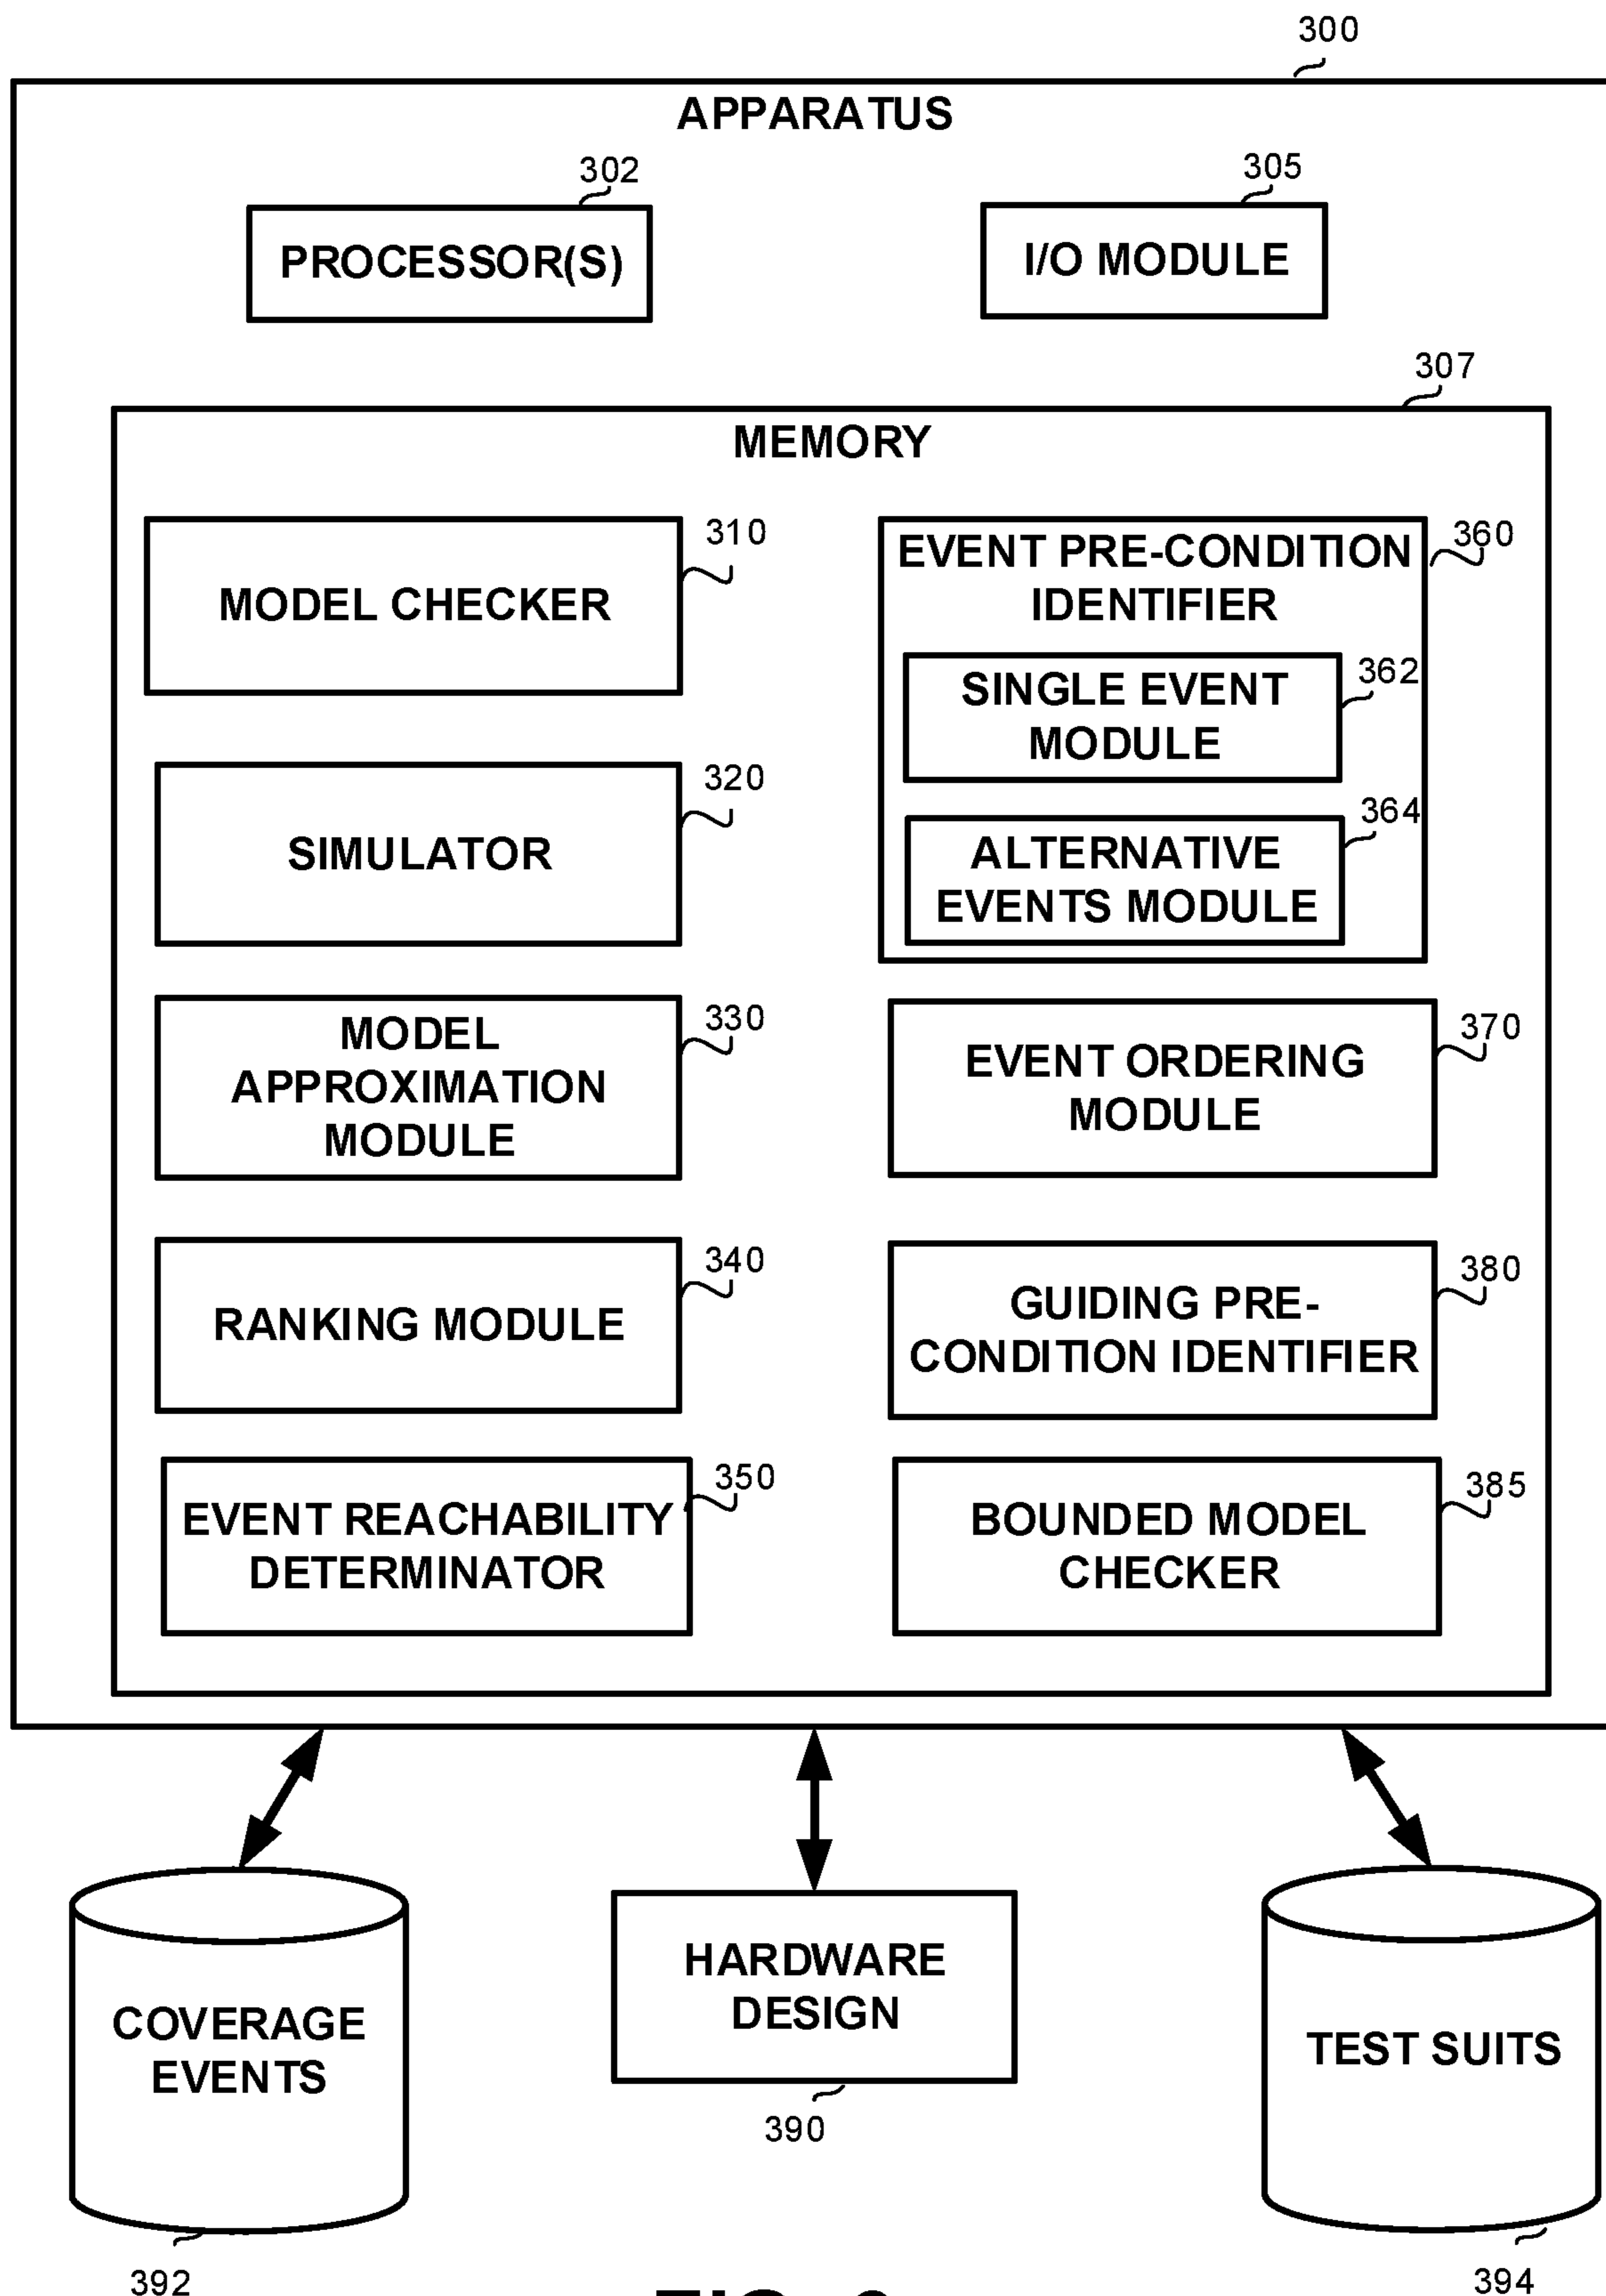 300
APPARATUS
302
PROCESSOR(S)
305
I/O MODULE
307
MEMORY
310
MODEL CHECKER
320
SIMULATOR
330
MODEL
APPROXIMATION
MODULE
340
RANKING MODULE
350
EVENT REACHABILITY
DETERMINATOR
360
EVENT PRE-CONDITION
IDENTIFIER
362
SINGLE EVENT
MODULE
364
ALTERNATIVE
EVENTS MODULE
370
EVENT ORDERING
MODULE
380
GUIDING PRE-
CONDITION IDENTIFIER
385
BOUNDED MODEL
CHECKER
COVERAGE
EVENTS
392
HARDWARE
DESIGN
390
TEST SUITS
394
FIG.